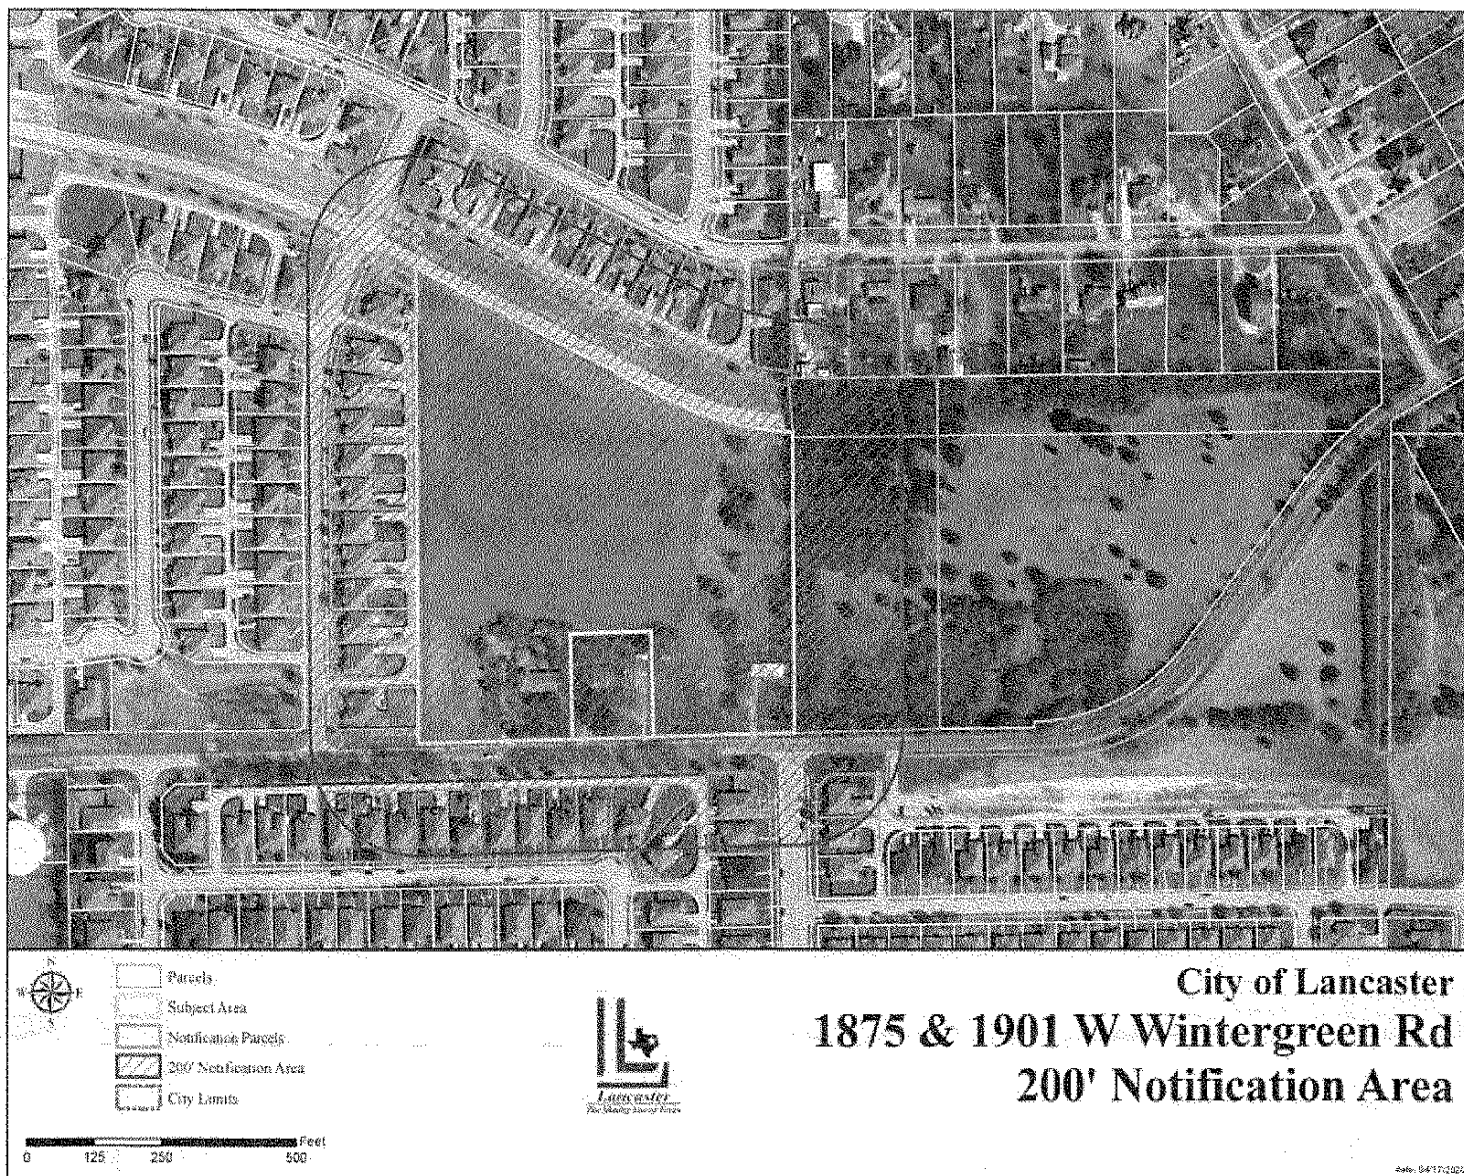 N
W E
S
Parcels
Subject Area
Notification Parcels
200' Notification Area
City Limits
Feet
0 125 250 500
Lancaster
City of Lancaster
1875 & 1901 W Wintergreen Rd
200' Notification Area